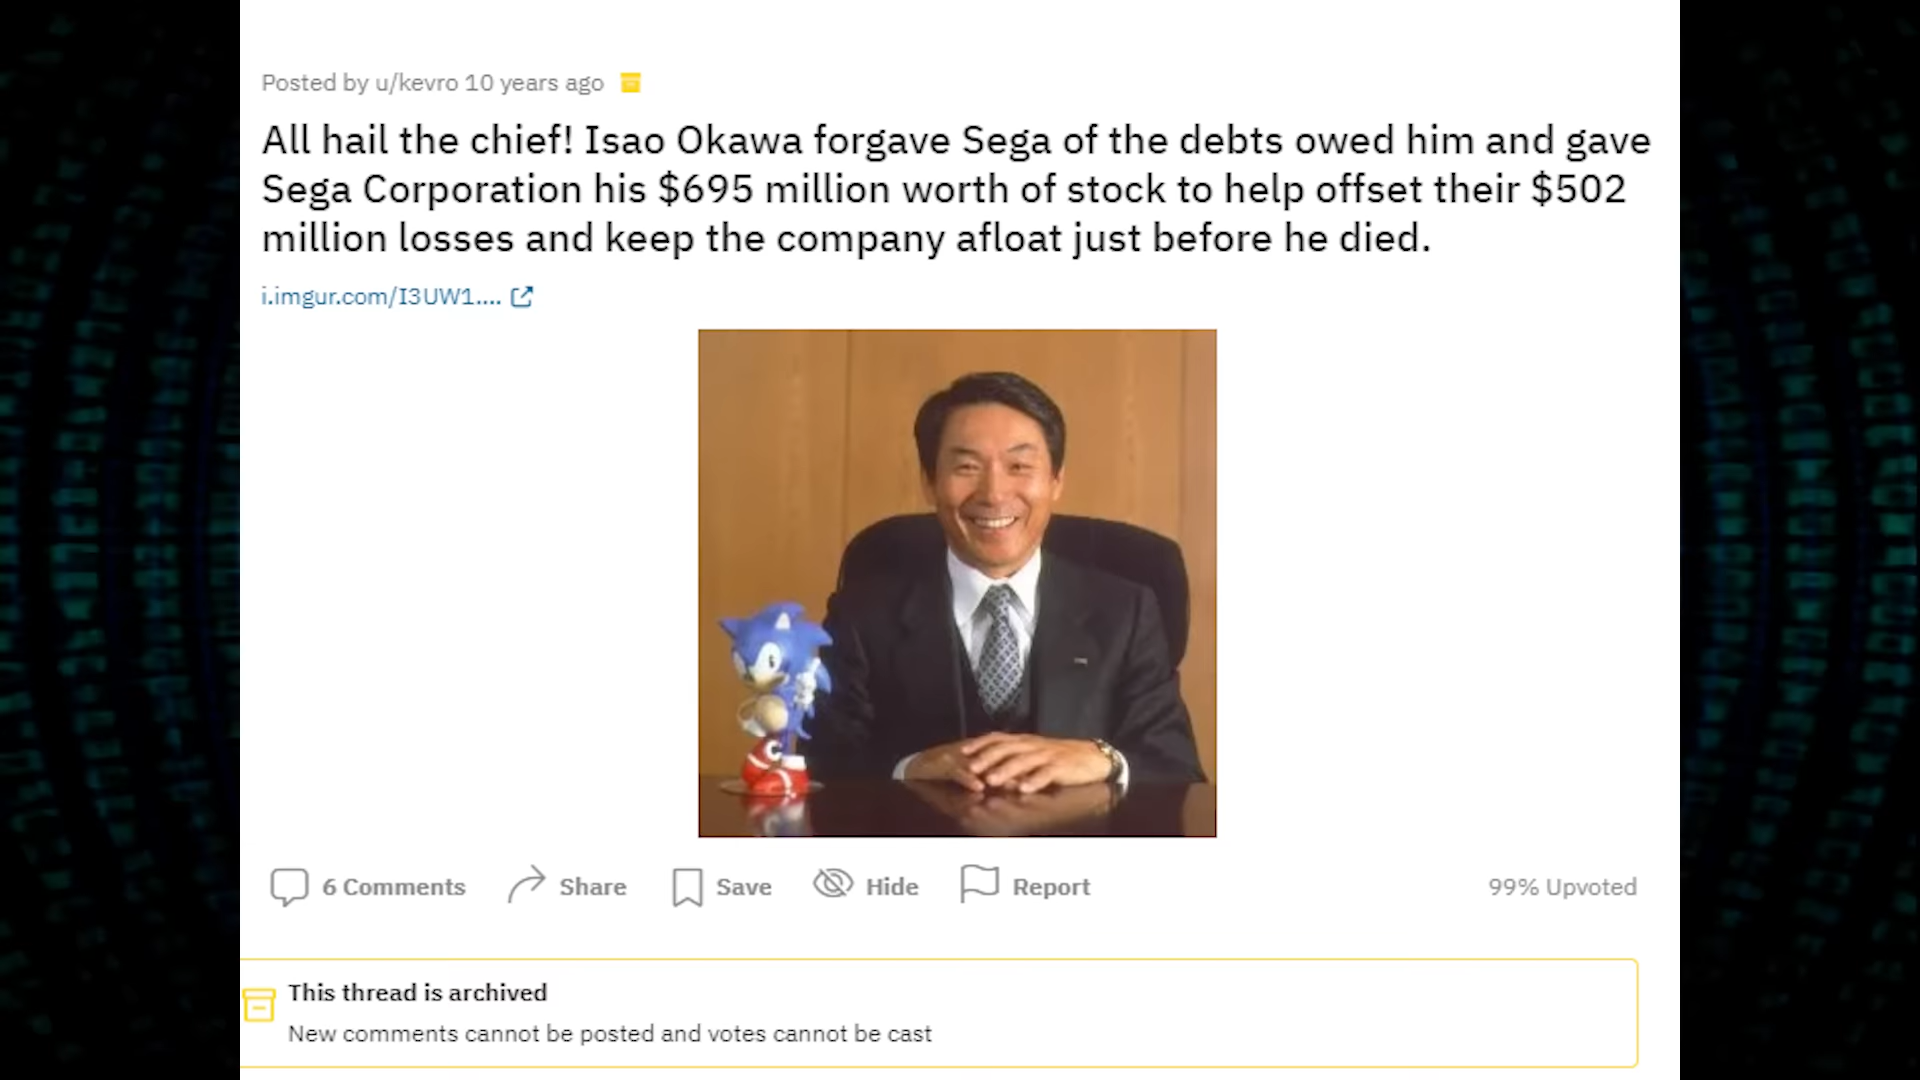 Posted by u/kevro 10 years ago
All hail the chief! Isao Okawa forgave Sega of the debts owed him and gave
Sega Corporation his $695 million worth of stock to help offset their $502
million losses and keep the company afloat just before he died.
i.imgur.com/I3UW1....
6 Comments Share Save Hide Report 99% Upvoted
This thread is archived
New comments cannot be posted and votes cannot be cast